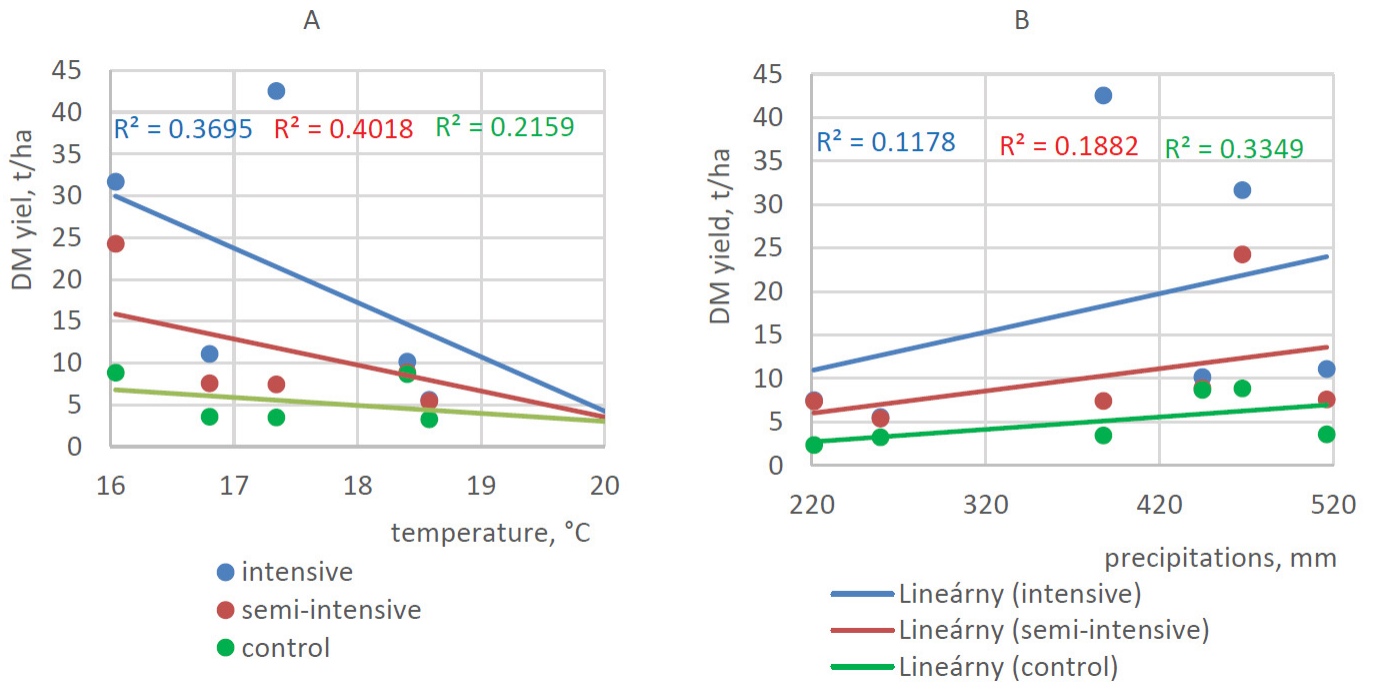 A
DM yiel, t/ha
45
40
35
30
25
20
15
10
5
0
R² = 0.3695 R² = 0.4018 R² = 0.2159
16 17 18 19 20
temperature, °C
intensive
semi-intensive
control
B
DM yield, t/ha
45
40
35
30
25
20
15
10
5
0
R² = 0.1178 R² = 0.1882 R² = 0.3349
220 320 420 520
precipitations, mm
Lineárny (intensive)
Lineárny (semi-intensive)
Lineárny (control)